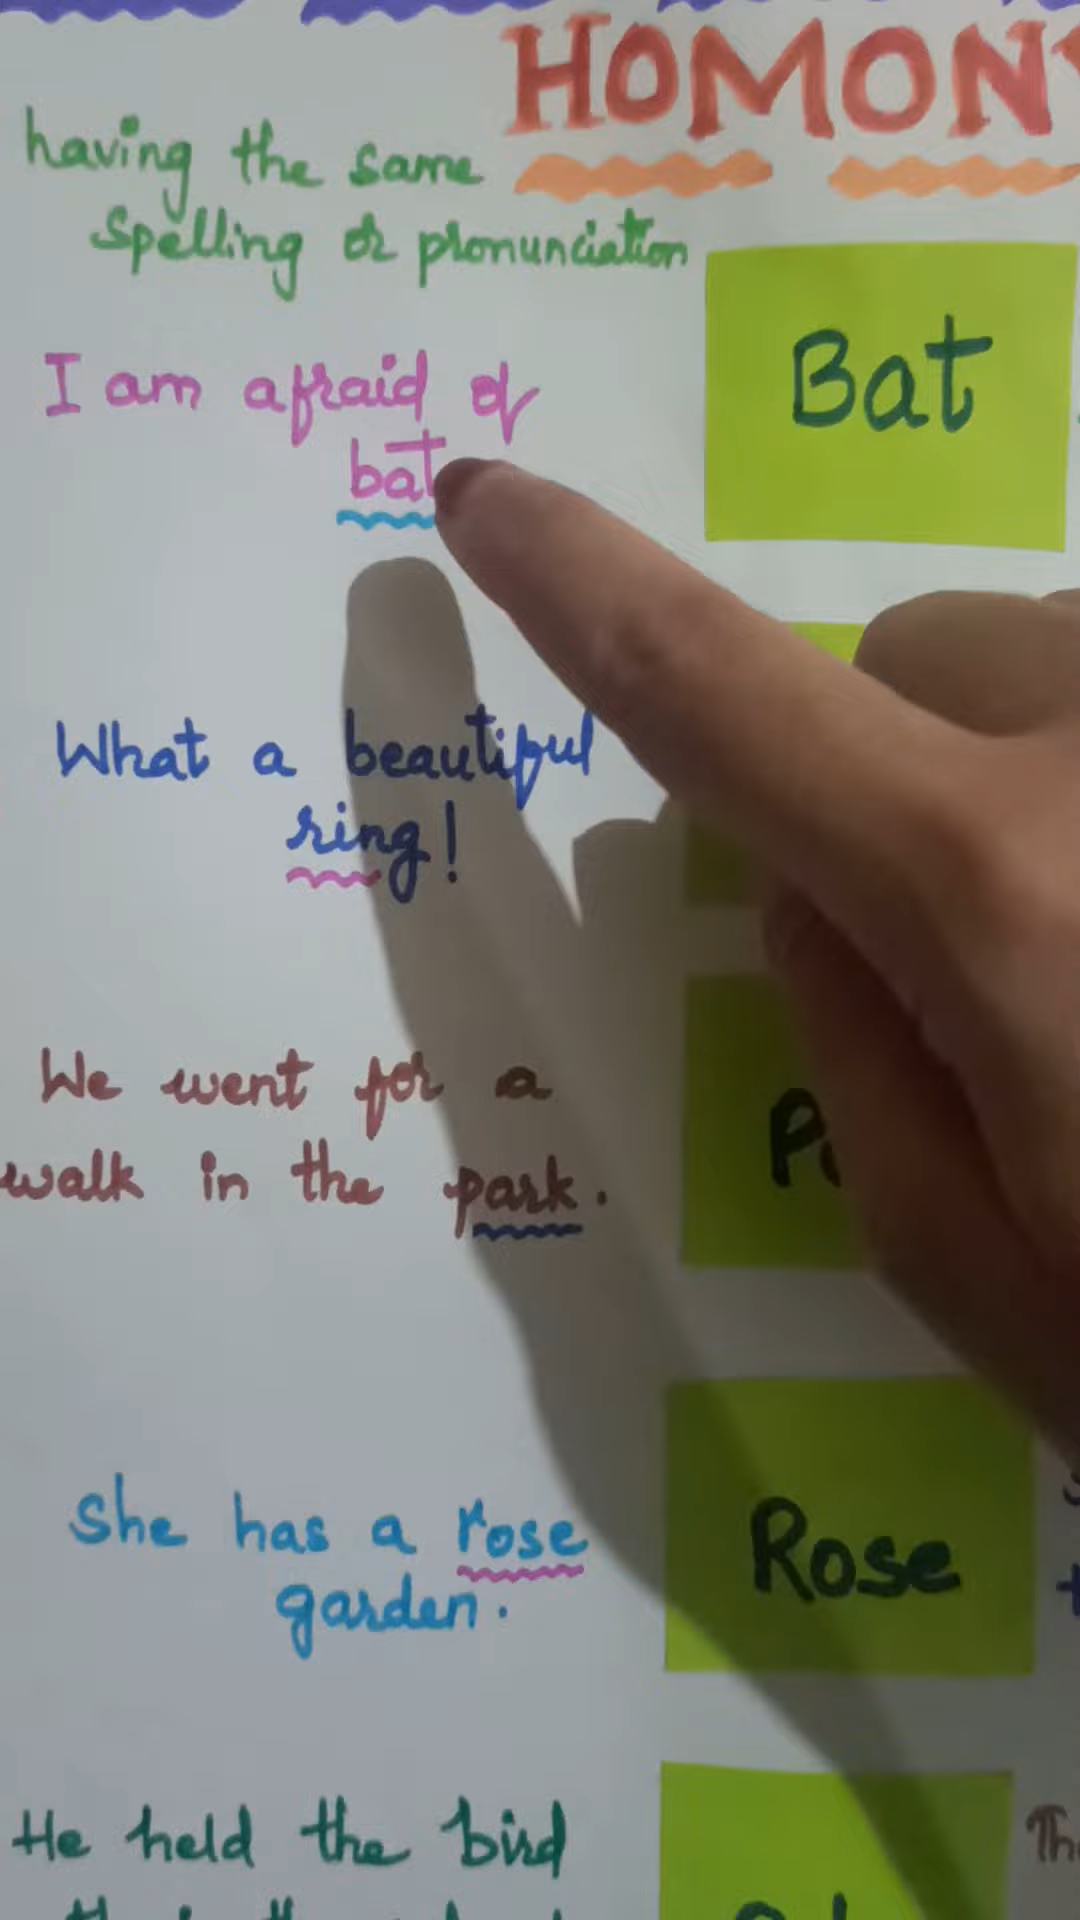 HOMONY
having the same
spelling or pronunciation
I am afraid of
bat
Bat
What a beautiful
ring!
We went for a
walk in the park.
She has a rose
garden.
Rose
He held the bird